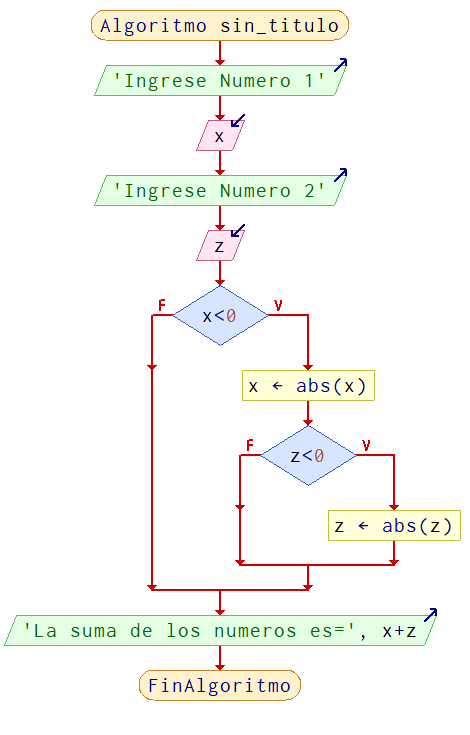 Algoritmo sin_titulo
'Ingrese Numero 1'
x
'Ingrese Numero 2'
z
F
x<0
V
x ← abs(x)
F
z<0
V
z ← abs(z)
'La suma de los numeros es=', x+z
FinAlgoritmo